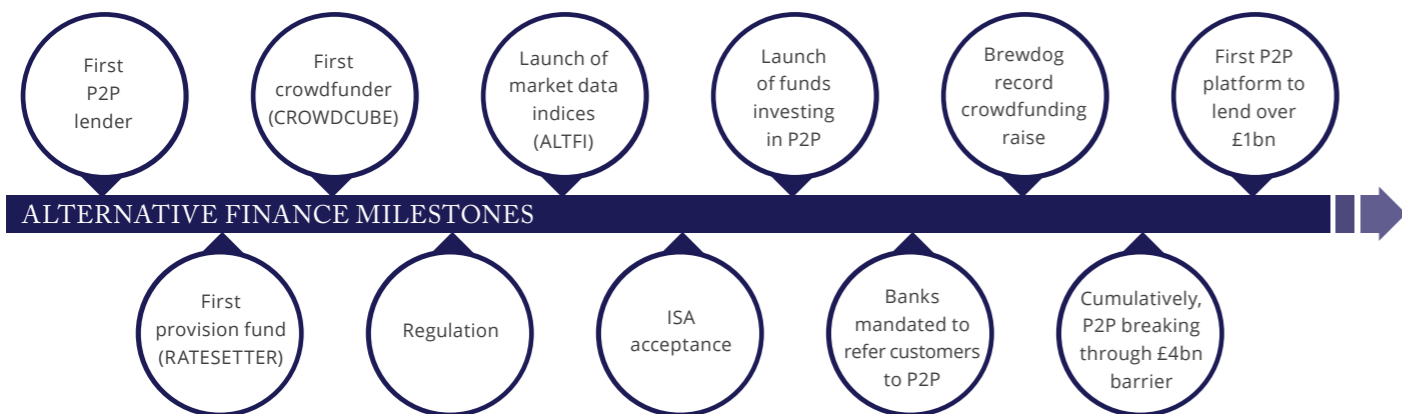 First
P2P
lender
First
crowdfunder
(CROWDCUBE)
Launch of
market data
indices
(ALTFI)
Launch
of funds
investing
in P2P
Brewdog
record
crowdfunding
raise
First P2P
platform to
lend over
£1bn
ALTERNATIVE FINANCE MILESTONES
First
provision fund
(RATESETTER)
Regulation
ISA
acceptance
Banks
mandated to
refer customers
to P2P
Cumulatively,
P2P breaking
through £4bn
barrier